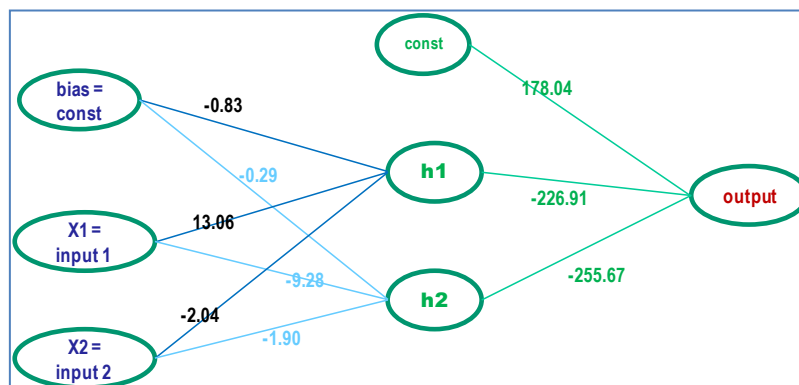 const
bias =
const
-0.83
178.04
-0.29
h1
X1 =
input 1
13.06
-226.91
output
-9.28
-2.04
h2
-255.67
X2 =
input 2
-1.90